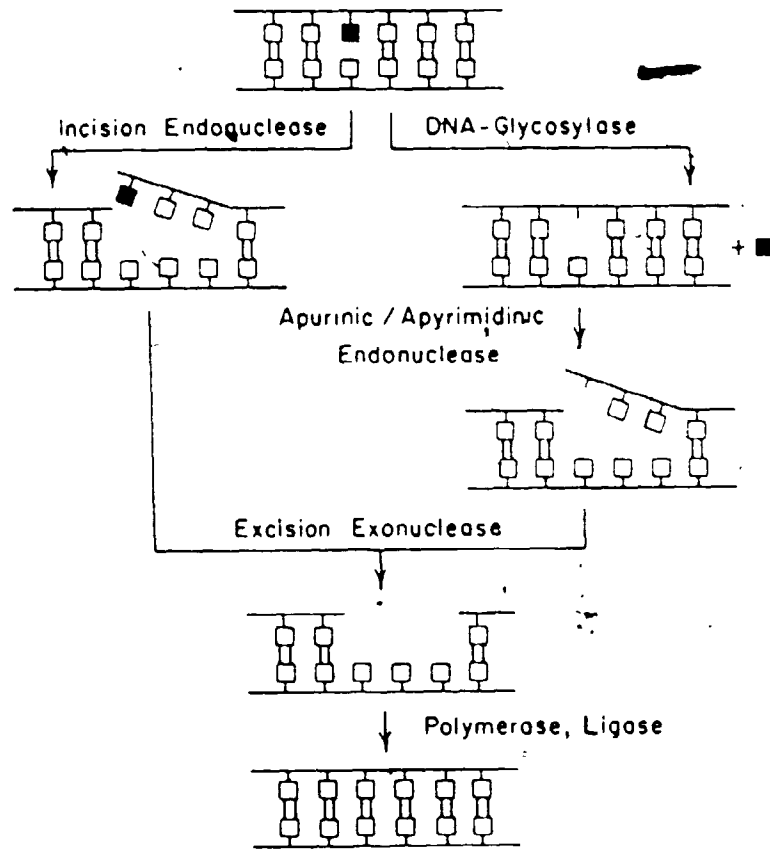 Incision Endonuclease
DNA-Glycosylase
+
Apurinic / Apyrimidinic
Endonuclease
Excision Exonuclease
Polymerase, Ligase